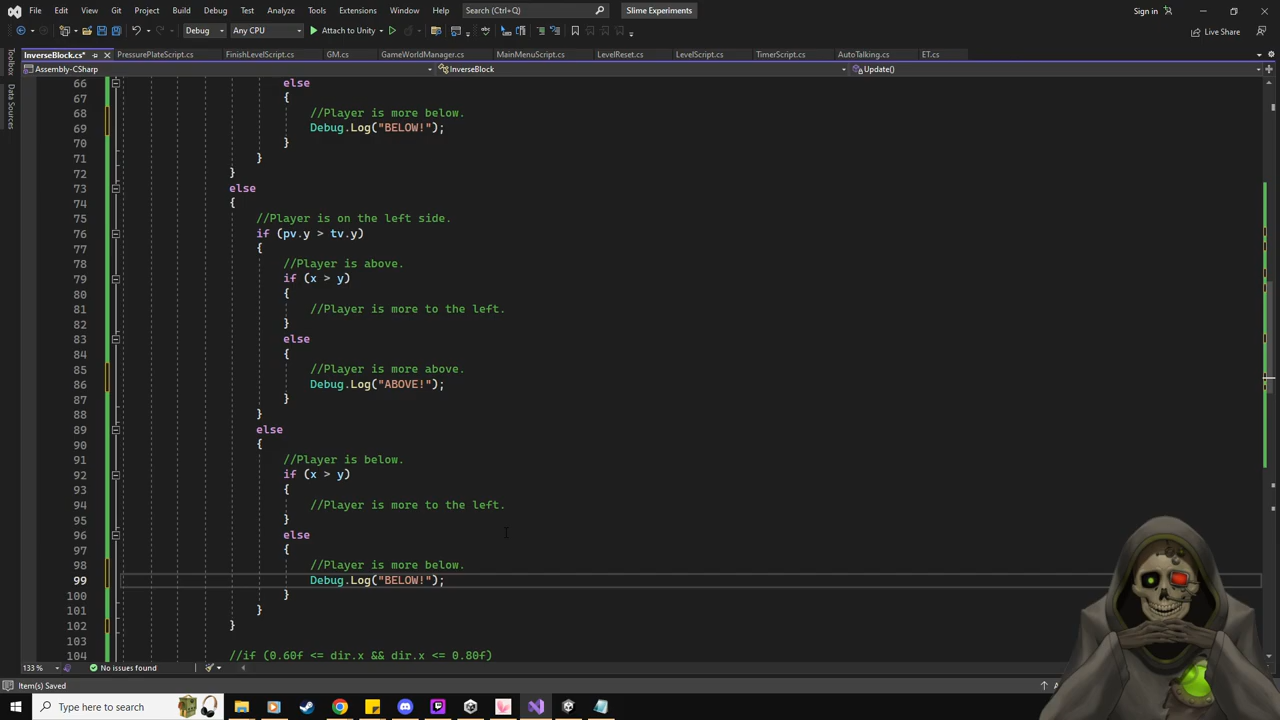 File Edit View Git Project Build Debug Test Analyze Tools Extensions Window Help Search (Ctrl+Q) Slime Experiments Sign in
Debug Any CPU Attach to Unity Live Share
InverseBlock.cs* PressurePlateScript.cs FinishLevelScript.cs GM.cs GameWorldManager.cs MainMenuScript.cs LevelReset.cs LevelScript.cs TimerScript.cs AutoTalking.cs ET.cs
Assembly-CSharp InverseBlock Update()
Toolbox
Data Sources
66 else
67 {
68 //Player is more below.
69 Debug.Log("BELOW!");
70 }
71 }
72 }
73 else
74 {
75 //Player is on the left side.
76 if (pv.y > tv.y)
77 {
78 //Player is above.
79 if (x > y)
80 {
81 //Player is more to the left.
82 }
83 else
84 {
85 //Player is more above.
86 Debug.Log("ABOVE!");
87 }
88 }
89 else
90 {
91 //Player is below.
92 if (x > y)
93 {
94 //Player is more to the left.
95 }
96 else
97 {
98 //Player is more below.
99 Debug.Log("BELOW!");
100 }
101 }
102 }
103
104 //if (0.60f <= dir.x && dir.x <= 0.80f)
133 % No issues found
Item(s) Saved
Type here to search